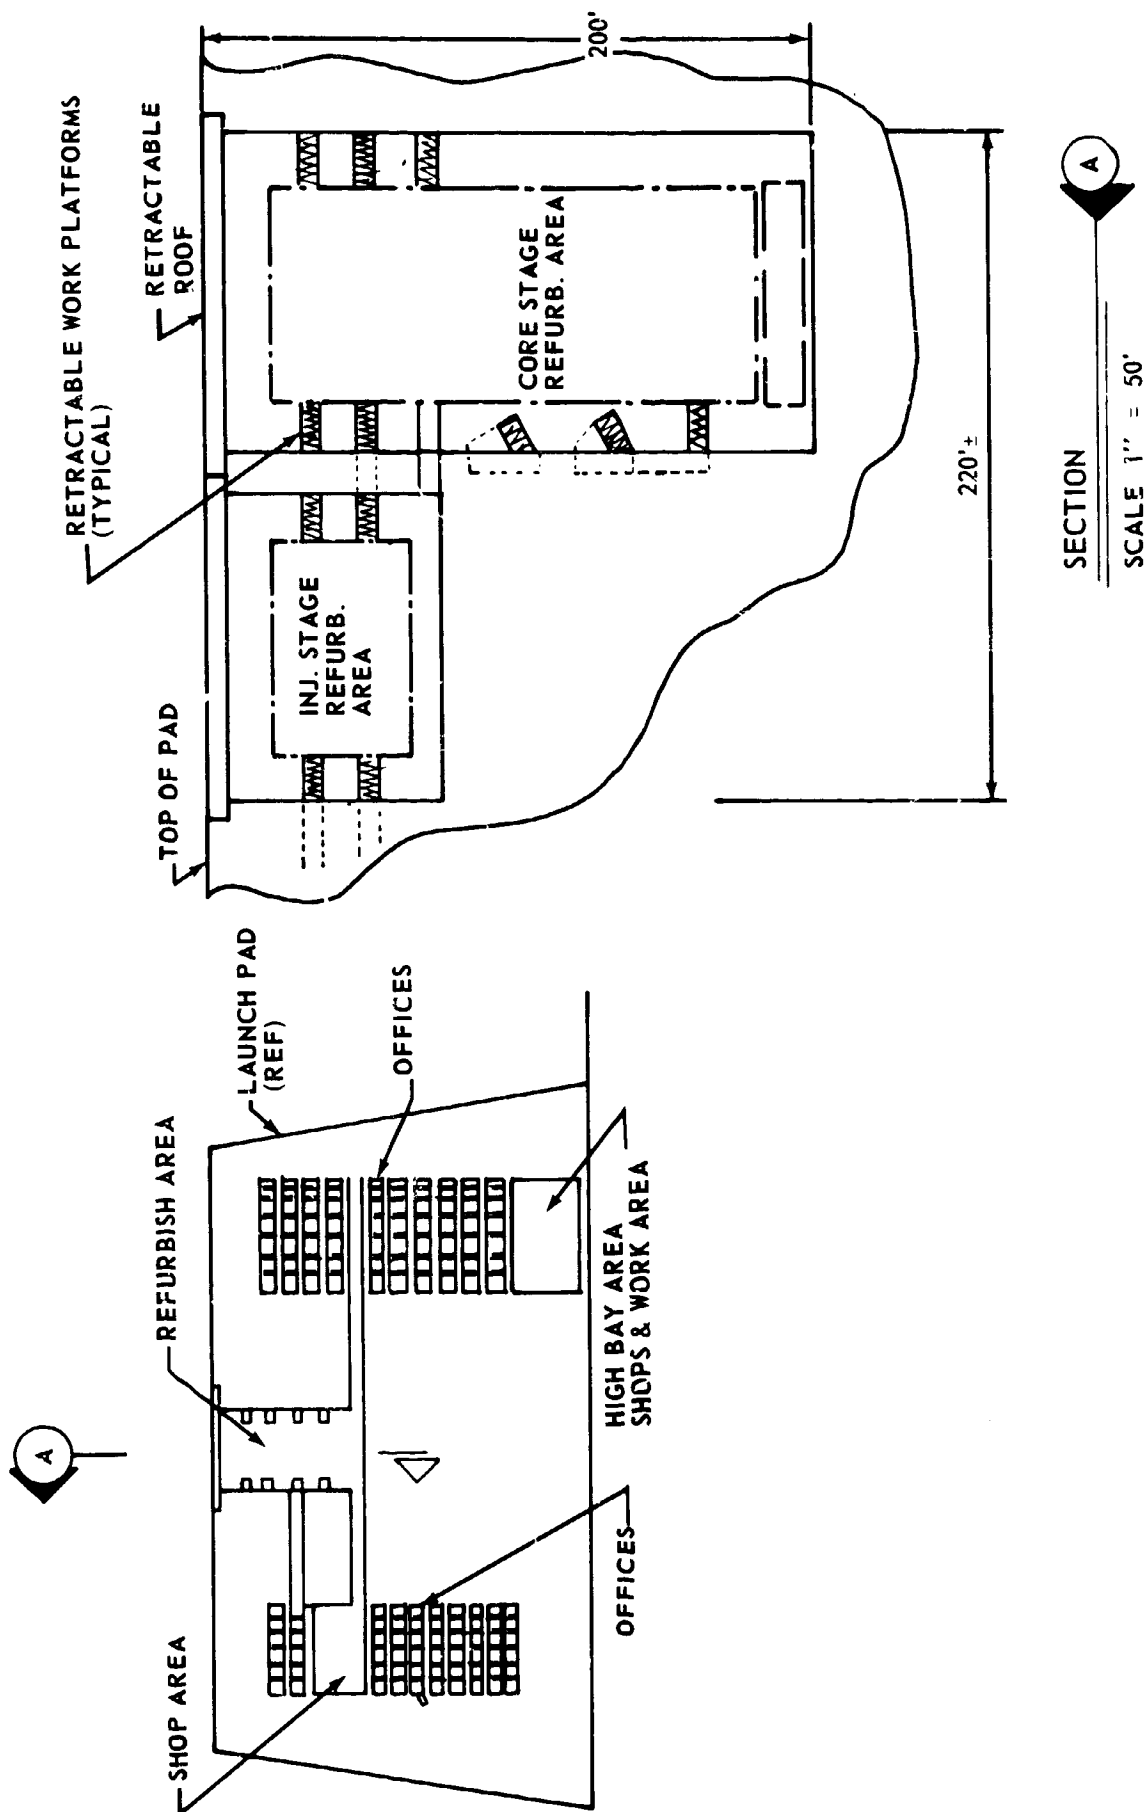 A
SHOP AREA
REFURBISH AREA
LAUNCH PAD
(REF)
OFFICES
HIGH BAY AREA
SHOPS & WORK AREA
OFFICES
TOP OF PAD
RETRACTABLE WORK PLATFORMS
(TYPICAL)
RETRACTABLE
ROOF
200'
INJ. STAGE
REFURB.
AREA
CORE STAGE
REFURB. AREA
220'±
SECTION
A
SCALE 1" = 50'